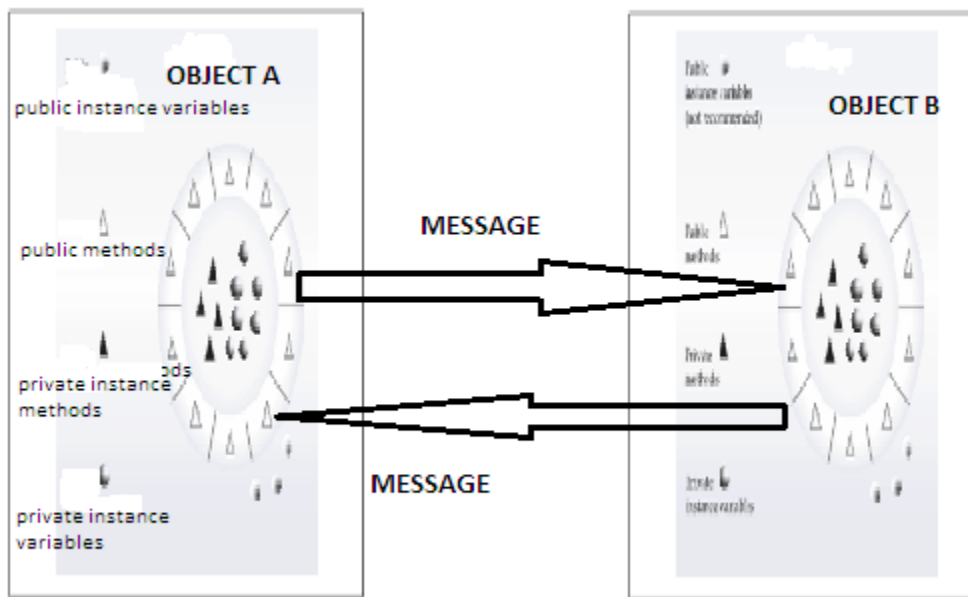 OBJECT A
public instance variables
public methods
ods
private instance
methods
private instance
variables
MESSAGE
MESSAGE
Public
instance variables
(not recommended)
OBJECT B
Public
methods
Private
methods
Private
instance variables